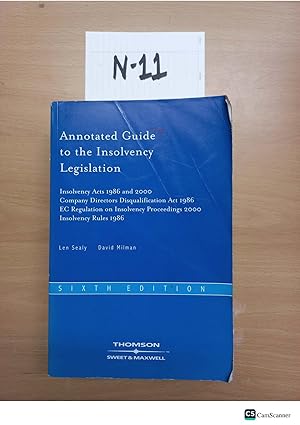 N-11
Annotated Guide
to the Insolvency
Legislation
Insolvency Acts 1986 and 2000
Company Directors Disqualification Act 1986
EC Regulation on Insolvency Proceedings 2000
Insolvency Rules 1986
Len Sealy David Milman
SIXTH EDITION
THOMSON
SWEET & MAXWELL
CS CamScanner